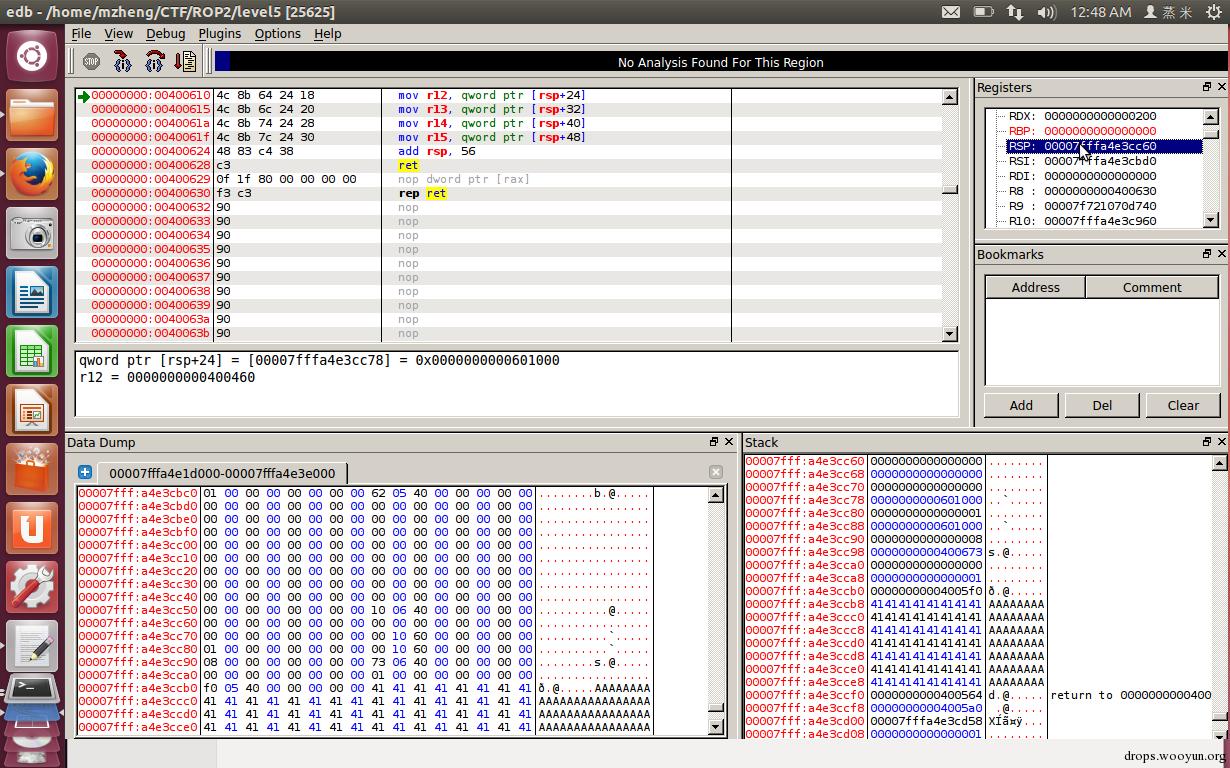 edb - /home/mzheng/CTF/ROP2/level5 [25625]
12:48 AM 蒸 米
File View Debug Plugins Options Help
STOP
No Analysis Found For This Region
00000000:00400610 4c 8b 64 24 18 mov r12, qword ptr [rsp+24]
00000000:00400615 4c 8b 6c 24 20 mov r13, qword ptr [rsp+32]
00000000:0040061a 4c 8b 74 24 28 mov r14, qword ptr [rsp+40]
00000000:0040061f 4c 8b 7c 24 30 mov r15, qword ptr [rsp+48]
00000000:00400624 48 83 c4 38 add rsp, 56
00000000:00400628 c3 ret
00000000:00400629 0f 1f 80 00 00 00 00 nop dword ptr [rax]
00000000:00400630 f3 c3 rep ret
00000000:00400632 90 nop
00000000:00400633 90 nop
00000000:00400634 90 nop
00000000:00400635 90 nop
00000000:00400636 90 nop
00000000:00400637 90 nop
00000000:00400638 90 nop
00000000:00400639 90 nop
00000000:0040063a 90 nop
00000000:0040063b 90 nop
qword ptr [rsp+24] = [00007fffa4e3cc78] = 0x0000000000601000
r12 = 0000000000400460
Registers
RDX: 0000000000000200
RBP: 0000000000000000
RSP: 00007fffa4e3cc60
RSI: 00007fffa4e3cbd0
RDI: 0000000000000000
R8 : 0000000000400630
R9 : 00007f721070d740
R10: 00007fffa4e3c960
Bookmarks
Address Comment
Add Del Clear
Data Dump
00007fffa4e1d000-00007fffa4e3e000
00007fff:a4e3cbc0 01 00 00 00 00 00 00 00 62 05 40 00 00 00 00 00 ........b.@.....
00007fff:a4e3cbd0 00 00 00 00 00 00 00 00 00 00 00 00 00 00 00 00 ................
00007fff:a4e3cbe0 00 00 00 00 00 00 00 00 00 00 00 00 00 00 00 00 ................
00007fff:a4e3cbf0 00 00 00 00 00 00 00 00 00 00 00 00 00 00 00 00 ................
00007fff:a4e3cc00 00 00 00 00 00 00 00 00 00 00 00 00 00 00 00 00 ................
00007fff:a4e3cc10 00 00 00 00 00 00 00 00 00 00 00 00 00 00 00 00 ................
00007fff:a4e3cc20 00 00 00 00 00 00 00 00 00 00 00 00 00 00 00 00 ................
00007fff:a4e3cc30 00 00 00 00 00 00 00 00 00 00 00 00 00 00 00 00 ................
00007fff:a4e3cc40 00 00 00 00 00 00 00 00 00 00 00 00 00 00 00 00 ................
00007fff:a4e3cc50 00 00 00 00 00 00 00 00 10 06 40 00 00 00 00 00 ..........@.....
00007fff:a4e3cc60 00 00 00 00 00 00 00 00 00 00 00 00 00 00 00 00 ................
00007fff:a4e3cc70 00 00 00 00 00 00 00 00 00 10 60 00 00 00 00 00 ..........`.....
00007fff:a4e3cc80 01 00 00 00 00 00 00 00 00 10 60 00 00 00 00 00 ..........`.....
00007fff:a4e3cc90 08 00 00 00 00 00 00 00 73 06 40 00 00 00 00 00 ........s.@.....
00007fff:a4e3cca0 00 00 00 00 00 00 00 00 01 00 00 00 00 00 00 00 ................
00007fff:a4e3ccb0 f0 05 40 00 00 00 00 00 41 41 41 41 41 41 41 41 ð.@.....AAAAAAAA
00007fff:a4e3ccc0 41 41 41 41 41 41 41 41 41 41 41 41 41 41 41 41 AAAAAAAAAAAAAAAA
00007fff:a4e3ccd0 41 41 41 41 41 41 41 41 41 41 41 41 41 41 41 41 AAAAAAAAAAAAAAAA
00007fff:a4e3cce0 41 41 41 41 41 41 41 41 41 41 41 41 41 41 41 41 AAAAAAAAAAAAAAAA
Stack
00007fff:a4e3cc60 0000000000000000 ........
00007fff:a4e3cc68 0000000000000000 ........
00007fff:a4e3cc70 0000000000000000 ........
00007fff:a4e3cc78 0000000000601000 ..`.....
00007fff:a4e3cc80 0000000000000001 ........
00007fff:a4e3cc88 0000000000601000 ..`.....
00007fff:a4e3cc90 0000000000000008 ........
00007fff:a4e3cc98 0000000000400673 s.@.....
00007fff:a4e3cca0 0000000000000000 ........
00007fff:a4e3cca8 0000000000000001 ........
00007fff:a4e3ccb0 00000000004005f0 ð.@.....
00007fff:a4e3ccb8 4141414141414141 AAAAAAAA
00007fff:a4e3ccc0 4141414141414141 AAAAAAAA
00007fff:a4e3ccc8 4141414141414141 AAAAAAAA
00007fff:a4e3ccd0 4141414141414141 AAAAAAAA
00007fff:a4e3ccd8 4141414141414141 AAAAAAAA
00007fff:a4e3cce0 4141414141414141 AAAAAAAA
00007fff:a4e3cce8 4141414141414141 AAAAAAAA
00007fff:a4e3ccf0 0000000000400564 d.@..... return to 0000000000400
00007fff:a4e3ccf8 00000000004005a0 .@.....
00007fff:a4e3cd00 00007fffa4e3cd58 XÍã¤ÿ...
00007fff:a4e3cd08 0000000000000001 ........
drops.wooyun.org